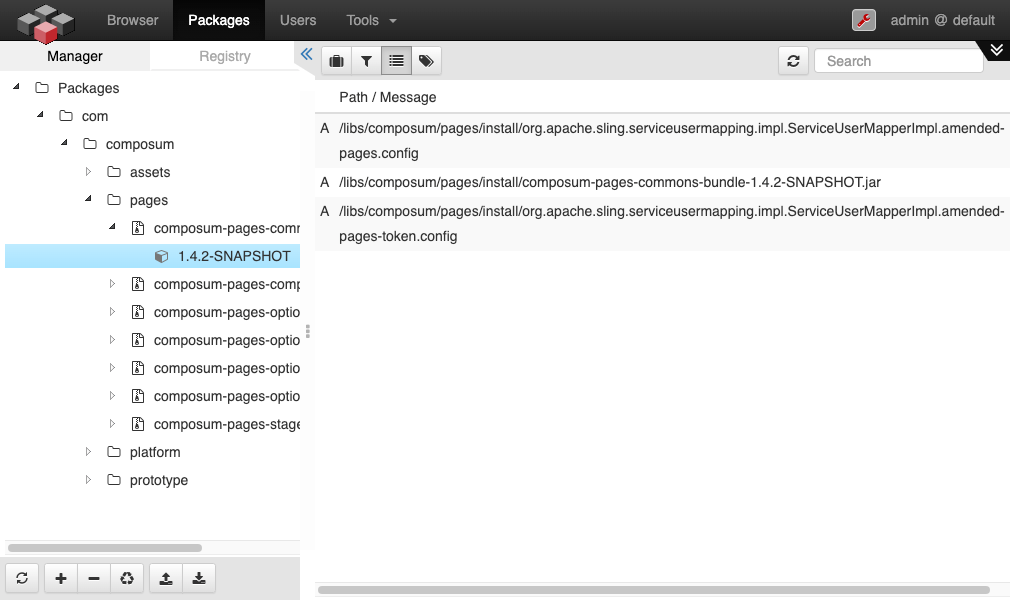 Browser Packages Users Tools admin @ default
Manager Registry
Search
Packages
com
composum
assets
pages
composum-pages-comm
1.4.2-SNAPSHOT
composum-pages-comp
composum-pages-optio
composum-pages-optio
composum-pages-optio
composum-pages-optio
composum-pages-stage
platform
prototype
Path / Message
A /libs/composum/pages/install/org.apache.sling.serviceusermapping.impl.ServiceUserMapperImpl.amended-
pages.config
A /libs/composum/pages/install/composum-pages-commons-bundle-1.4.2-SNAPSHOT.jar
A /libs/composum/pages/install/org.apache.sling.serviceusermapping.impl.ServiceUserMapperImpl.amended-
pages-token.config